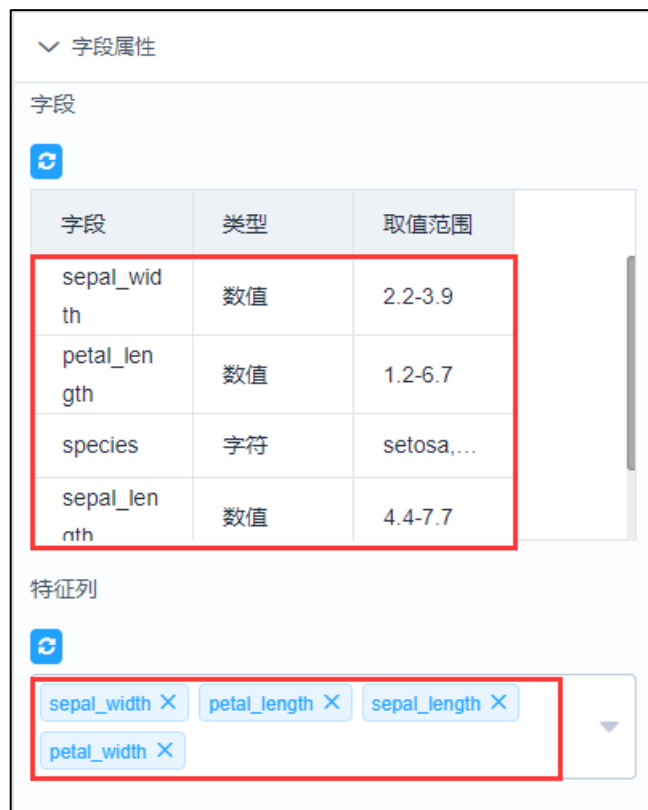 字段属性
字段
字段 类型 取值范围
sepal_wid
th 数值 2.2-3.9
petal_len
gth 数值 1.2-6.7
species 字符 setosa,...
sepal_len
gth 数值 4.4-7.7
特征列
sepal_width × petal_length × sepal_length ×
petal_width ×